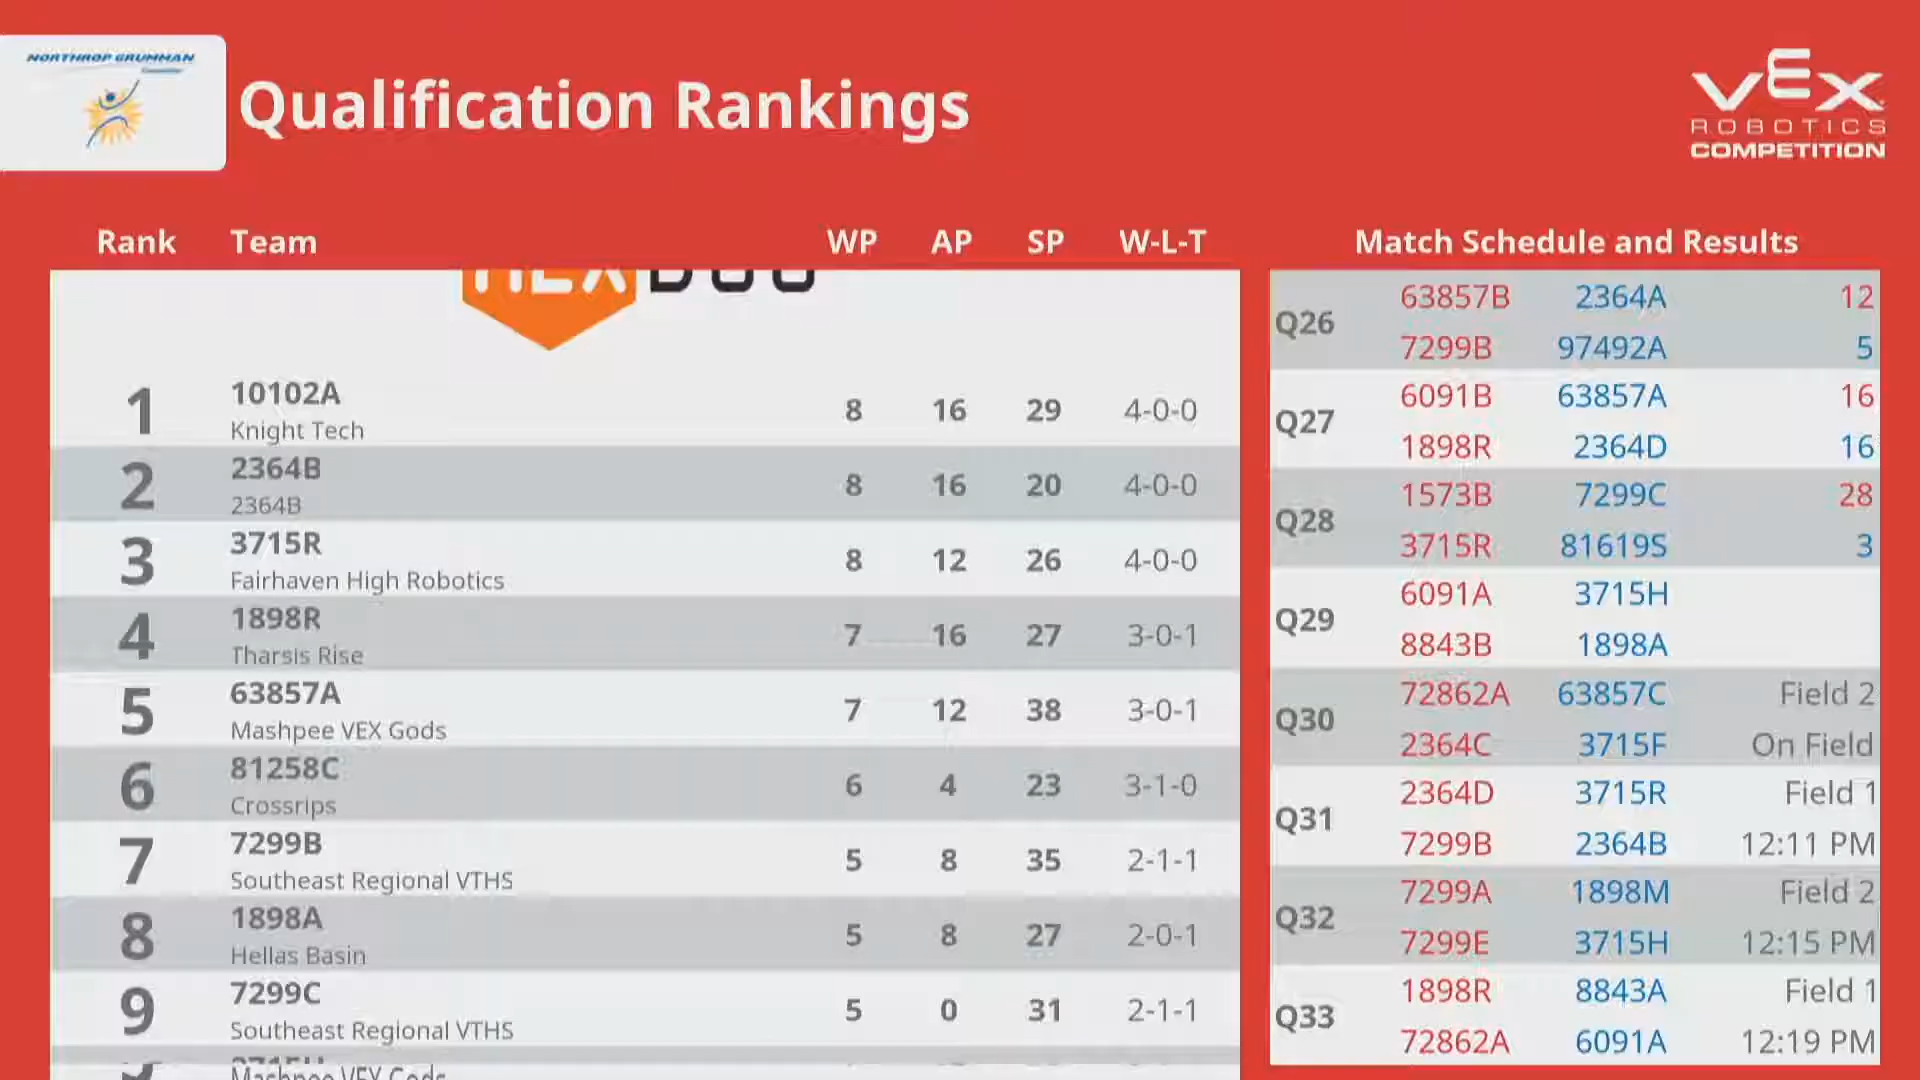 NORTHROP GRUMMAN
Qualification Rankings
VEX
ROBOTICS
COMPETITION
Rank Team WP AP SP W-L-T
1 10102A 8 16 29 4-0-0
Knight Tech
2 2364B 8 16 20 4-0-0
2364B
3 3715R 8 12 26 4-0-0
Fairhaven High Robotics
4 1898R 7 16 27 3-0-1
Tharsis Rise
5 63857A 7 12 38 3-0-1
Mashpee VEX Gods
6 81258C 6 4 23 3-1-0
Crossrips
7 7299B 5 8 35 2-1-1
Southeast Regional VTHS
8 1898A 5 8 27 2-0-1
Hellas Basin
9 7299C 5 0 31 2-1-1
Southeast Regional VTHS
Match Schedule and Results
Q26 63857B 2364A 12
7299B 97492A 5
Q27 6091B 63857A 16
1898R 2364D 16
Q28 1573B 7299C 28
3715R 81619S 3
Q29 6091A 3715H
8843B 1898A
Q30 72862A 63857C Field 2
2364C 3715F On Field
Q31 2364D 3715R Field 1
7299B 2364B 12:11 PM
Q32 7299A 1898M Field 2
7299E 3715H 12:15 PM
Q33 1898R 8843A Field 1
72862A 6091A 12:19 PM